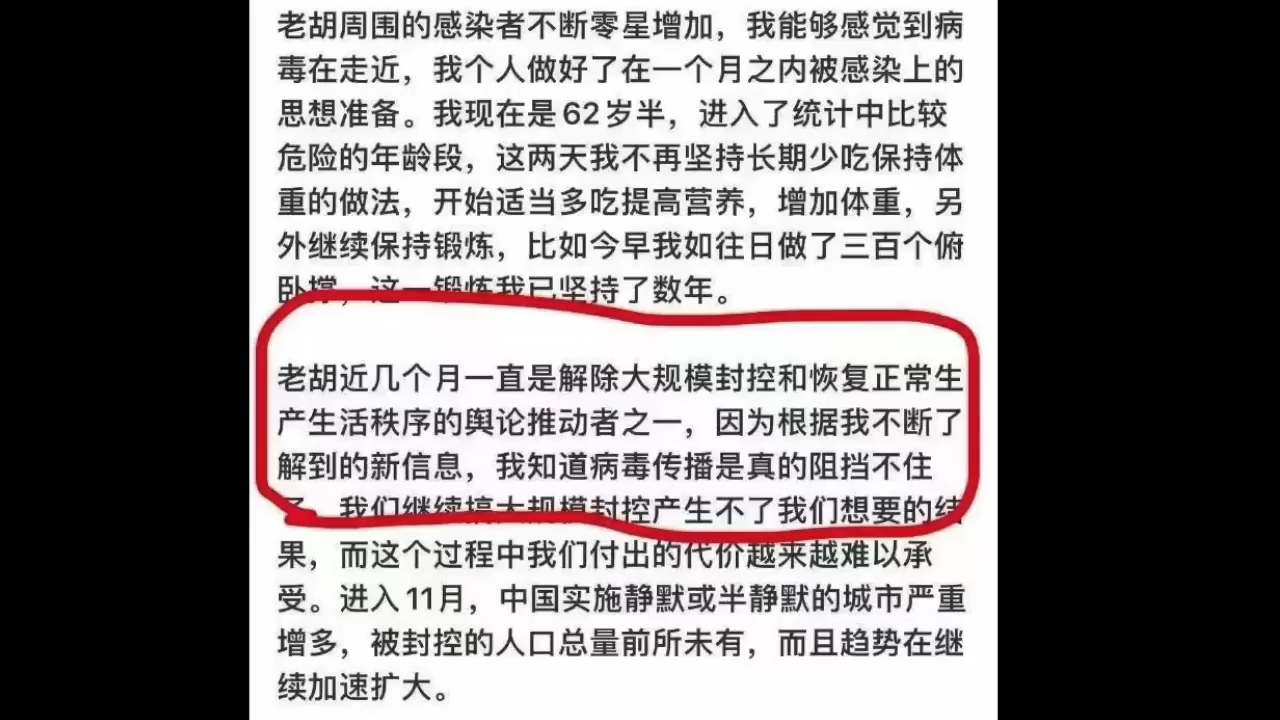 老胡周围的感染者不断零星增加，我能够感觉到病
毒在走近，我个人做好了在一个月之内被感染上的
思想准备。我现在是62岁半，进入了统计中比较
危险的年龄段，这两天我不再坚持长期少吃保持体
重的做法，开始适当多吃提高营养，增加体重，另
外继续保持锻炼，比如今早我如往日做了三百个俯
卧撑，这一锻炼我已坚持了数年。
老胡近几个月一直是解除大规模封控和恢复正常生
产生活秩序的舆论推动者之一，因为根据我不断了
解到的新信息，我知道病毒传播是真的阻挡不住
了，我们继续搞大规模封控产生不了我们想要的结
果，而这个过程中我们付出的代价越来越难以承
受。进入11月，中国实施静默或半静默的城市严重
增多，被封控的人口总量前所未有，而且趋势在继
续加速扩大。